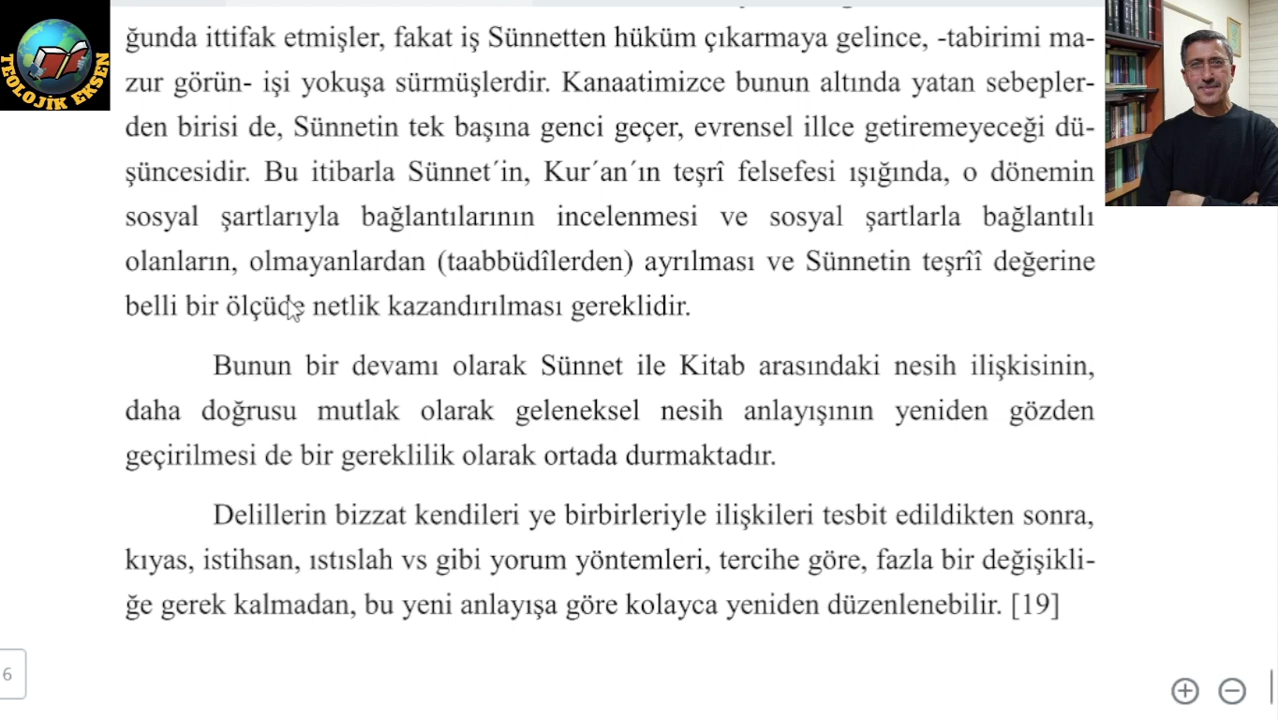 TEOLOJİK EKSEN
ğunda ittifak etmişler, fakat iş Sünnetten hüküm çıkarmaya gelince, -tabirimi ma-
zur görün- işi yokuşa sürmüşlerdir. Kanaatimizce bunun altında yatan sebepler-
den birisi de, Sünnetin tek başına genci geçer, evrensel illce getiremeyeceği dü-
şüncesidir. Bu itibarla Sünnet´in, Kur´an´ın teşrî felsefesi ışığında, o dönemin
sosyal şartlarıyla bağlantılarının incelenmesi ve sosyal şartlarla bağlantılı
olanların, olmayanlardan (taabbüdîlerden) ayrılması ve Sünnetin teşrîî değerine
belli bir ölçüde netlik kazandırılması gereklidir.
Bunun bir devamı olarak Sünnet ile Kitab arasındaki nesih ilişkisinin,
daha doğrusu mutlak olarak geleneksel nesih anlayışının yeniden gözden
geçirilmesi de bir gereklilik olarak ortada durmaktadır.
Delillerin bizzat kendileri ye birbirleriyle ilişkileri tesbit edildikten sonra,
kıyas, istihsan, ıstıslah vs gibi yorum yöntemleri, tercihe göre, fazla bir değişikli-
ğe gerek kalmadan, bu yeni anlayışa göre kolayca yeniden düzenlenebilir. [19]
6